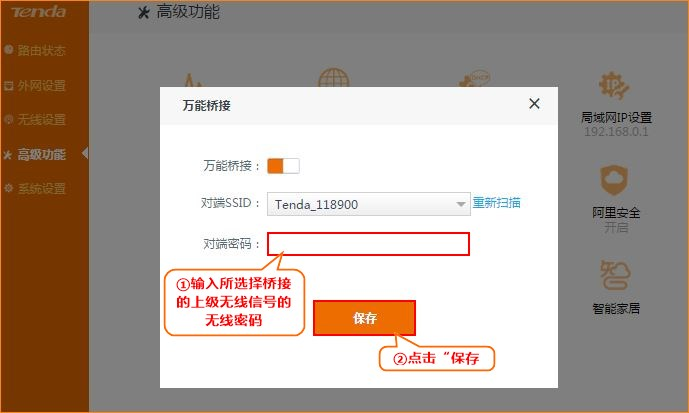 Tenda
高级功能
路由状态
外网设置
无线设置
高级功能
系统设置
DHCP
IP
局域网IP设置
192.168.0.1
阿里安全
开启
智能家居
万能桥接
万能桥接：
对端SSID：
Tenda_118900
重新扫描
对端密码：
①输入所选择桥接
的上级无线信号的
无线密码
保存
②点击“保存